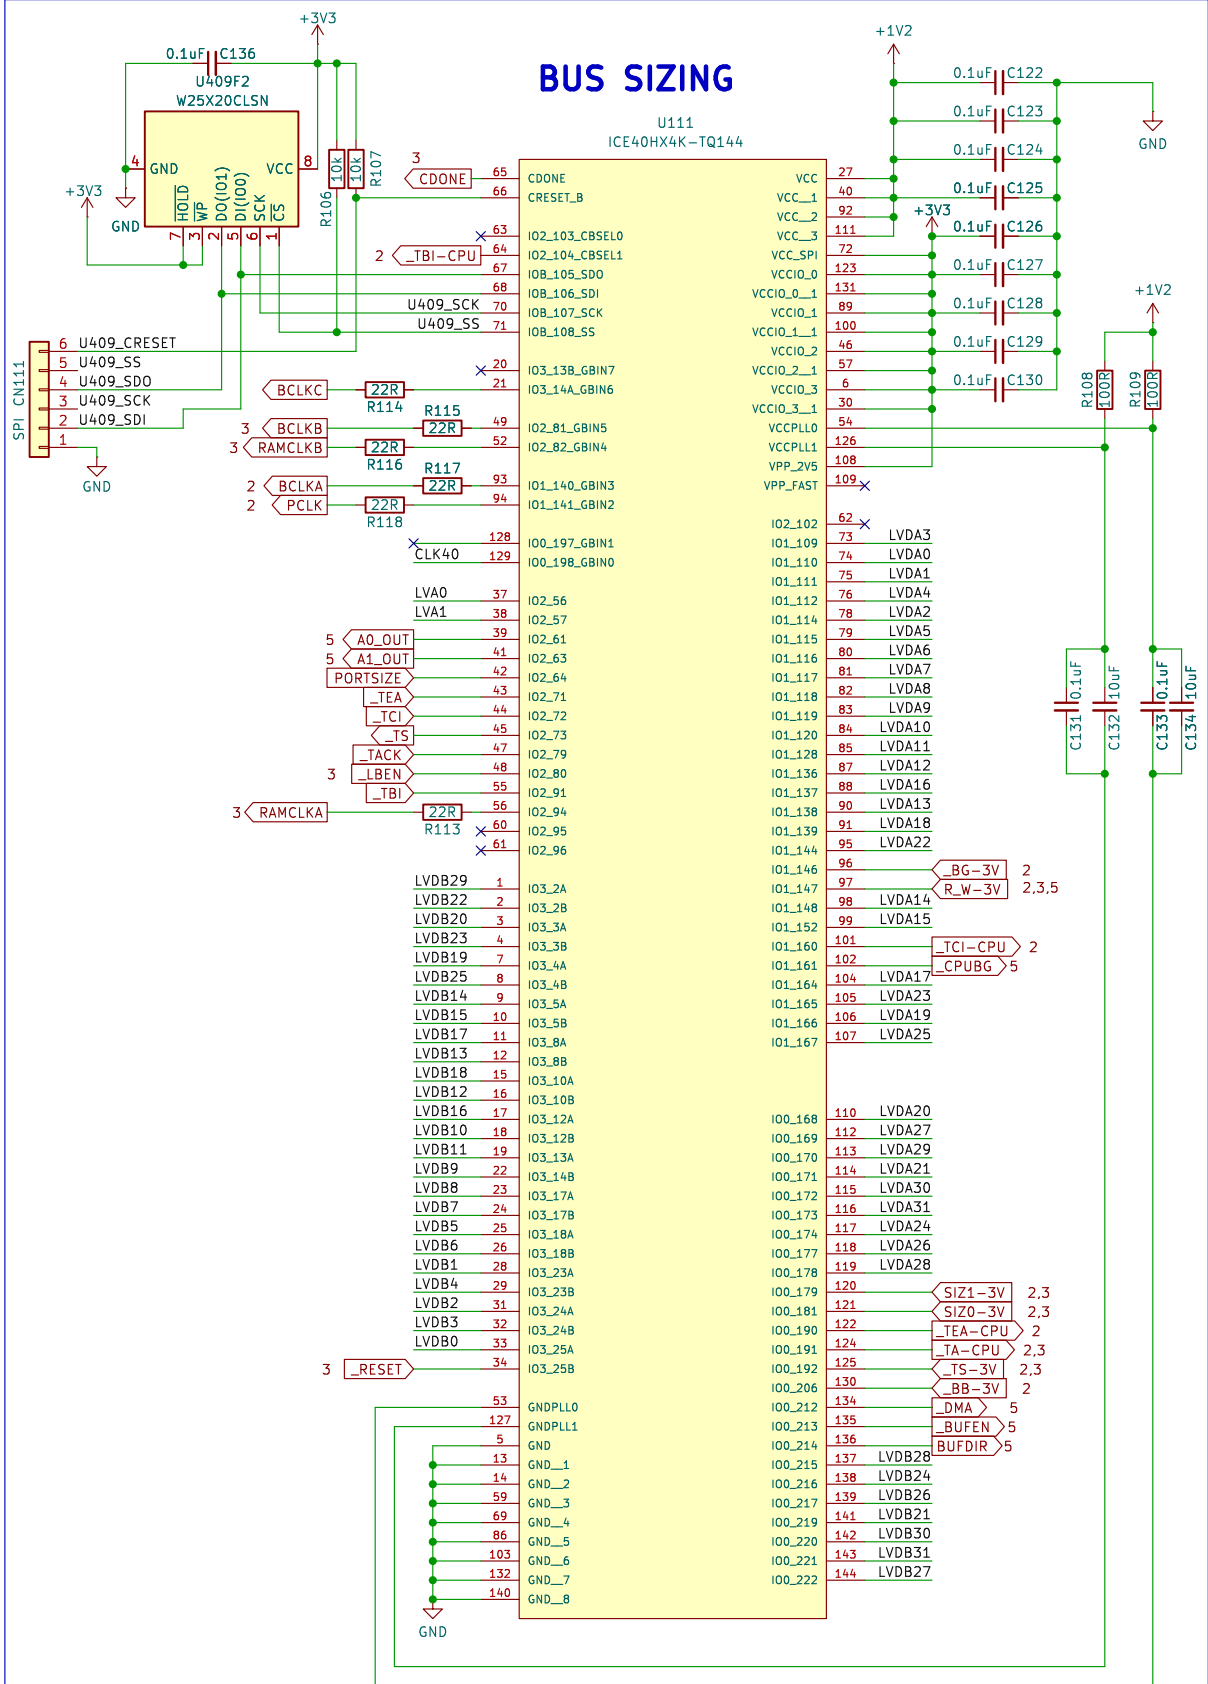 BUS SIZING
+3V3
0.1uF C136
U409F2
W25X20CLSN
4 GND
VCC 8
HOLD
WP
DO(IO1)
DI(IO0)
SCK
CS
7 3 2 5 6 1
+3V3
GND
R106 10k
R107 10k
SPI CN111
6 U409_CRESET
5 U409_SS
4 U409_SDO
3 U409_SCK
2 U409_SDI
1
GND
U111
ICE40HX4K-TQ144
3
CDONE 65 CDONE
66 CRESET_B
63 IO2_103_CBSEL0
2 _TBI-CPU 64 IO2_104_CBSEL1
67 IOB_105_SDO
68 IOB_106_SDI
U409_SCK 70 IOB_107_SCK
U409_SS 71 IOB_108_SS
20 IO3_13B_GBIN7
BCLKC 22R R114 21 IO3_14A_GBIN6
3 BCLKB R115 22R 49 IO2_81_GBIN5
3 RAMCLKB 22R R116 52 IO2_82_GBIN4
2 BCLKA R117 22R 93 IO1_140_GBIN3
2 PCLK 22R R118 94 IO1_141_GBIN2
128 IO0_197_GBIN1
CLK40 129 IO0_198_GBIN0
LVA0 37 IO2_56
LVA1 38 IO2_57
5 A0_OUT 39 IO2_61
5 A1_OUT 41 IO2_63
PORTSIZE 42 IO2_64
_TEA 43 IO2_71
_TCI 44 IO2_72
_TS 45 IO2_73
_TACK 47 IO2_79
3 _LBEN 48 IO2_80
_TBI 55 IO2_91
3 RAMCLKA 22R R113 56 IO2_94
60 IO2_95
61 IO2_96
LVDB29 1 IO3_2A
LVDB22 2 IO3_2B
LVDB20 3 IO3_3A
LVDB23 4 IO3_3B
LVDB19 7 IO3_4A
LVDB25 8 IO3_4B
LVDB14 9 IO3_5A
LVDB15 10 IO3_5B
LVDB17 11 IO3_8A
LVDB13 12 IO3_8B
LVDB18 15 IO3_10A
LVDB12 16 IO3_10B
LVDB16 17 IO3_12A
LVDB10 18 IO3_12B
LVDB11 19 IO3_13A
LVDB9 22 IO3_14B
LVDB8 23 IO3_17A
LVDB7 24 IO3_17B
LVDB5 25 IO3_18A
LVDB6 26 IO3_18B
LVDB1 28 IO3_23A
LVDB4 29 IO3_23B
LVDB2 31 IO3_24A
LVDB3 32 IO3_24B
LVDB0 33 IO3_25A
3 _RESET 34 IO3_25B
53 GNDPLL0
127 GNDPLL1
5 GND
13 GND__1
14 GND__2
59 GND__3
69 GND__4
86 GND__5
103 GND__6
132 GND__7
140 GND__8
GND
+1V2
0.1uF C122
0.1uF C123
0.1uF C124
0.1uF C125
0.1uF C126
0.1uF C127
0.1uF C128
0.1uF C129
0.1uF C130
GND
+3V3
VCC 27
VCC__1 40
VCC__2 92
VCC__3 111
VCC_SPI 72
VCCIO_0 123
VCCIO_0__1 131
VCCIO_1 89
VCCIO_1__1 100
VCCIO_2 46
VCCIO_2__1 57
VCCIO_3 6
VCCIO_3__1 30
VCCPLL0 54
VCCPLL1 126
VPP_2V5 108
VPP_FAST 109
IO2_102 62
IO1_109 73 LVDA3
IO1_110 74 LVDA0
IO1_111 75 LVDA1
IO1_112 76 LVDA4
IO1_114 78 LVDA2
IO1_115 79 LVDA5
IO1_116 80 LVDA6
IO1_117 81 LVDA7
IO1_118 82 LVDA8
IO1_119 83 LVDA9
IO1_120 84 LVDA10
IO1_128 85 LVDA11
IO1_136 87 LVDA12
IO1_137 88 LVDA16
IO1_138 90 LVDA13
IO1_139 91 LVDA18
IO1_144 95 LVDA22
IO1_146 96 _BG-3V 2
IO1_147 97 R_W-3V 2,3,5
IO1_148 98 LVDA14
IO1_152 99 LVDA15
IO1_160 101 _TCI-CPU 2
IO1_161 102 _CPUBG 5
IO1_164 104 LVDA17
IO1_165 105 LVDA23
IO1_166 106 LVDA19
IO1_167 107 LVDA25
IO0_168 110 LVDA20
IO0_169 112 LVDA27
IO0_170 113 LVDA29
IO0_171 114 LVDA21
IO0_172 115 LVDA30
IO0_173 116 LVDA31
IO0_174 117 LVDA24
IO0_177 118 LVDA26
IO0_178 119 LVDA28
IO0_179 120 SIZ1-3V 2,3
IO0_181 121 SIZ0-3V 2,3
IO0_190 122 _TEA-CPU 2
IO0_191 124 _TA-CPU 2,3
IO0_192 125 _TS-3V 2,3
IO0_206 130 _BB-3V 2
IO0_212 134 _DMA 5
IO0_213 135 _BUFEN 5
IO0_214 136 BUFDIR 5
IO0_215 137 LVDB28
IO0_216 138 LVDB24
IO0_217 139 LVDB26
IO0_219 141 LVDB21
IO0_220 142 LVDB30
IO0_221 143 LVDB31
IO0_222 144 LVDB27
+1V2
R108 100R
R109 100R
C131 0.1uF
C132 10uF
C133 0.1uF
C134 10uF